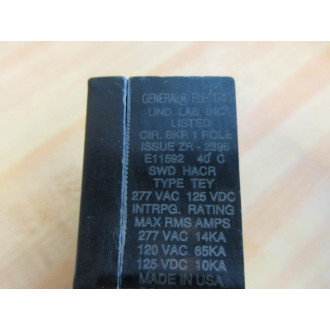 GENERAL ELECTRIC
UND. LAB. INC.
LISTED
CIR. BKR 1 POLE
ISSUE ZR - 2396
E11592 40°C
SWD HACR
TYPE TEY
277 VAC 125 VDC
INTRPG. RATING
MAX RMS AMPS
277 VAC 14KA
120 VAC 65KA
125 VDC 10KA
MADE IN USA